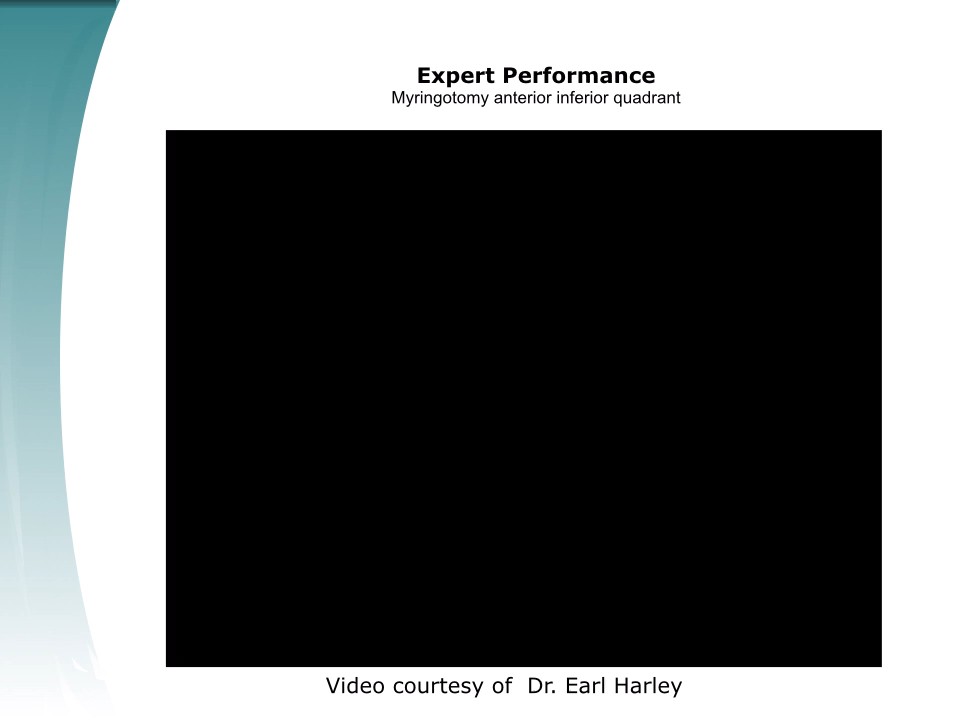 Expert Performance
Myringotomy anterior inferior quadrant
Video courtesy of  Dr. Earl Harley